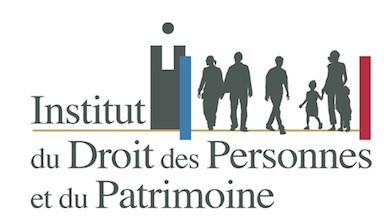 Institut
du Droit des Personnes
et du Patrimoine